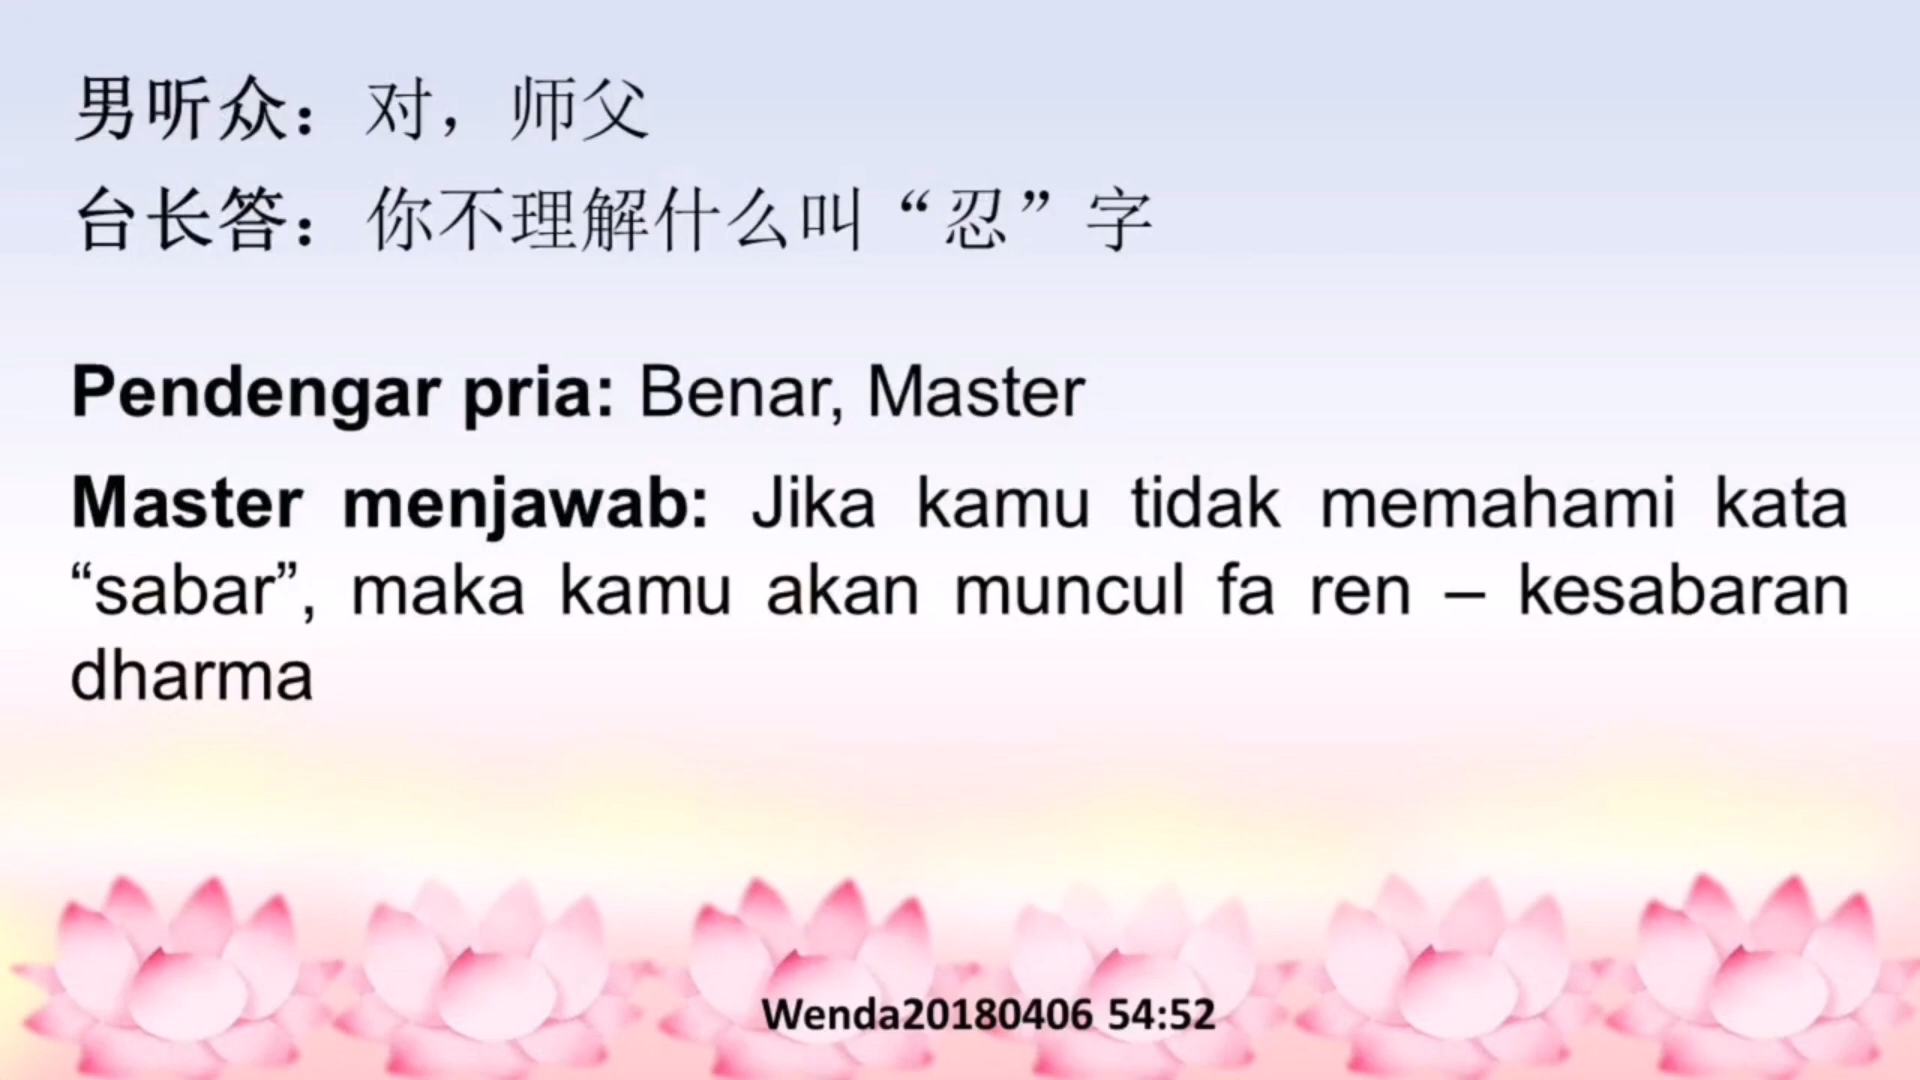 男听众：对，师父
台长答：你不理解什么叫“忍”字
Pendengar pria: Benar, Master
Master menjawab: Jika kamu tidak memahami kata
“sabar”, maka kamu akan muncul fa ren – kesabaran
dharma
Wenda20180406 54:52